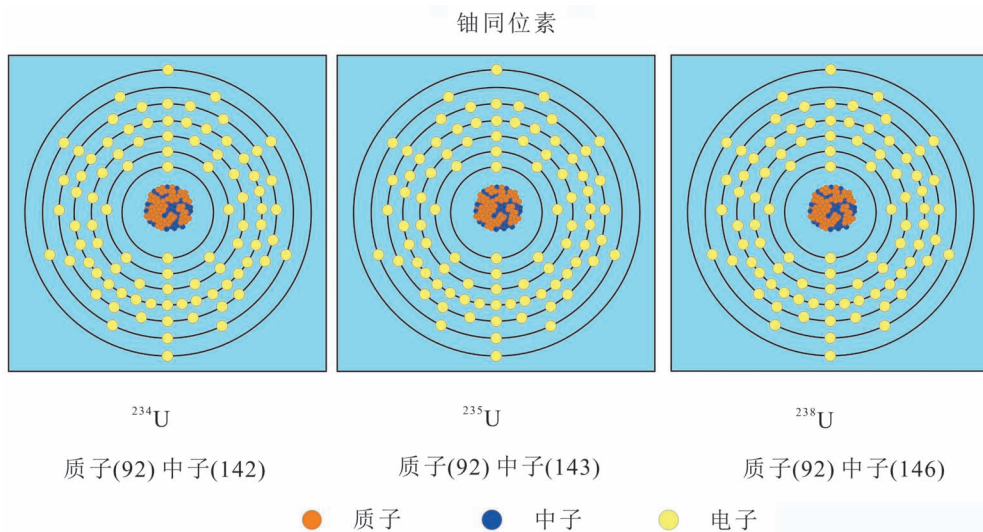 铀同位素
²³⁴U
²³⁵U
²³⁸U
质子(92) 中子(142)
质子(92) 中子(143)
质子(92) 中子(146)
质子
中子
电子